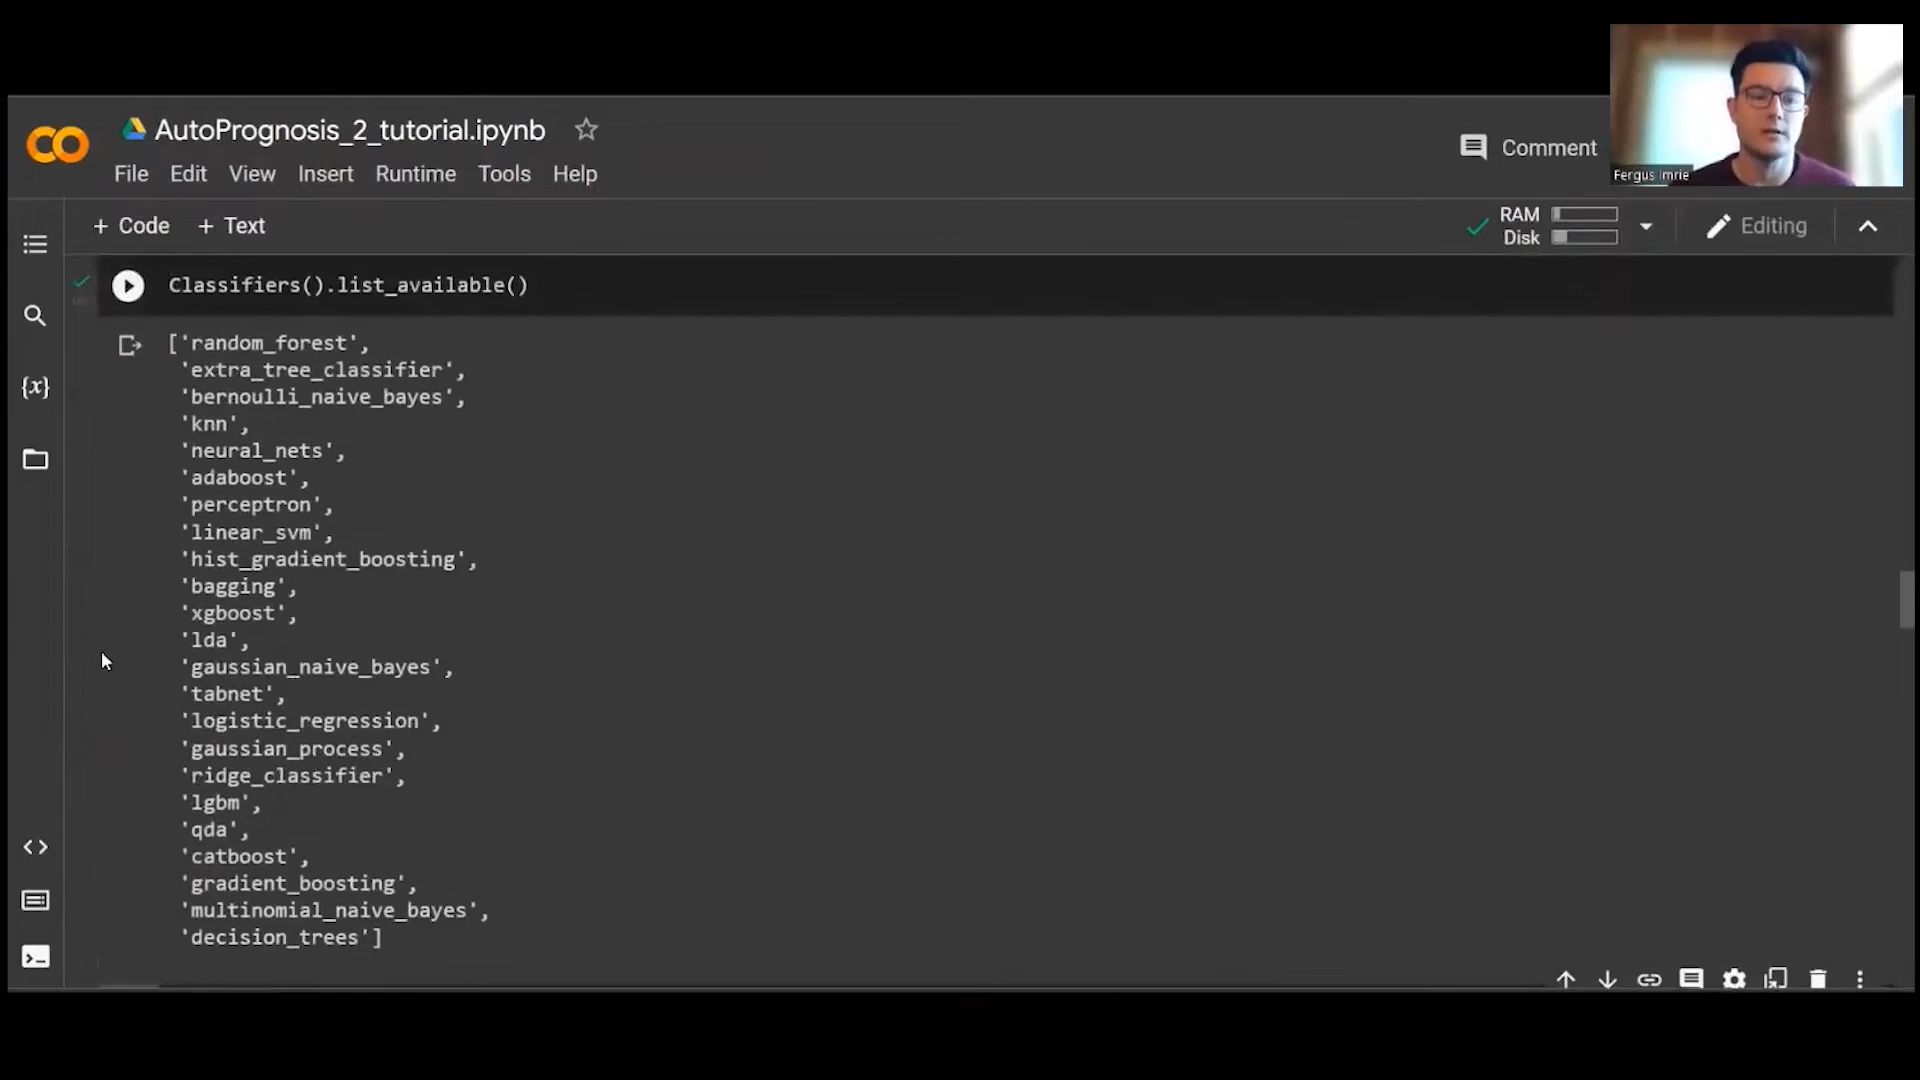 AutoPrognosis_2_tutorial.ipynb
File Edit View Insert Runtime Tools Help
Comment
Fergus Imrie
+ Code + Text
RAM
Disk
Editing
Classifiers().list_available()
['random_forest',
'extra_tree_classifier',
'bernoulli_naive_bayes',
'knn',
'neural_nets',
'adaboost',
'perceptron',
'linear_svm',
'hist_gradient_boosting',
'bagging',
'xgboost',
'lda',
'gaussian_naive_bayes',
'tabnet',
'logistic_regression',
'gaussian_process',
'ridge_classifier',
'lgbm',
'qda',
'catboost',
'gradient_boosting',
'multinomial_naive_bayes',
'decision_trees']